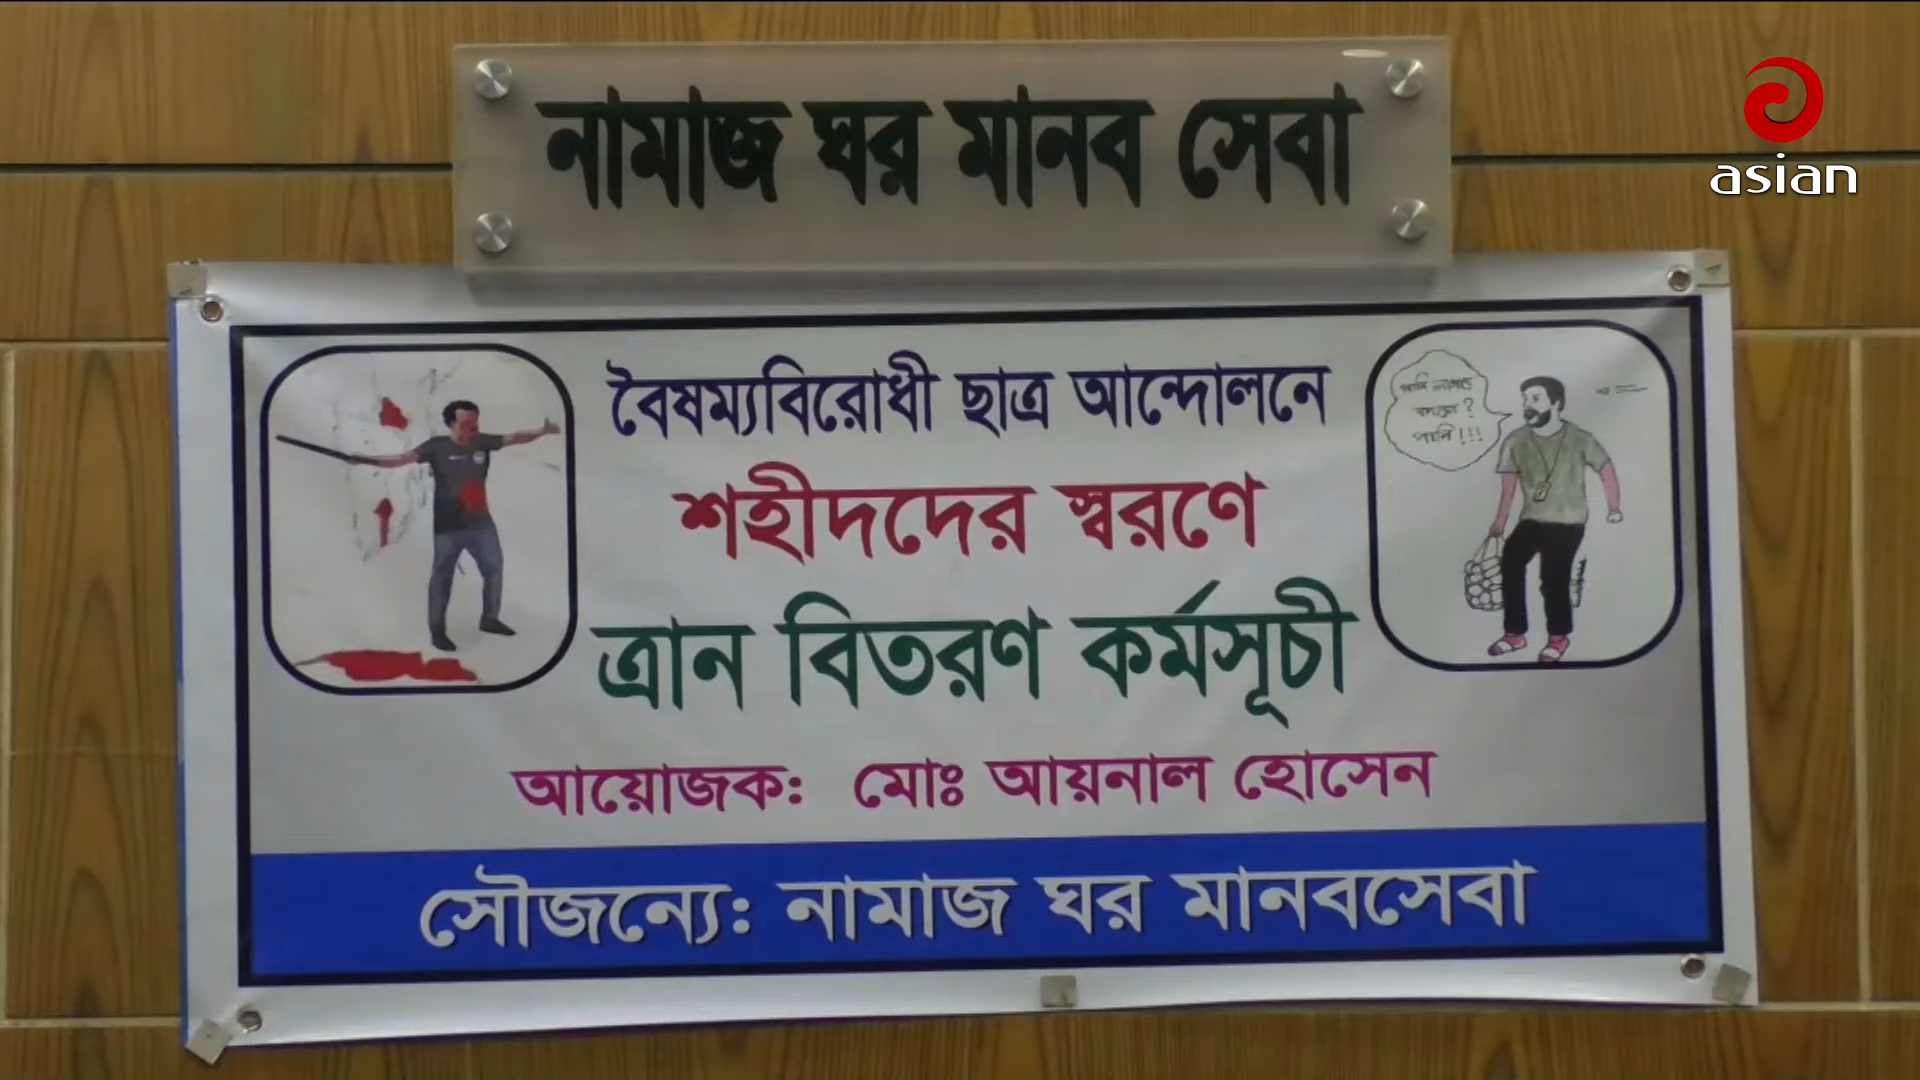 নামাজ ঘর মানব সেবা
asian
বৈষম্যবিরোধী ছাত্র আন্দোলনে
শহীদদের স্বরণে
ত্রান বিতরণ কর্মসূচী
আয়োজক: মোঃ আয়নাল হোসেন
সৌজন্যে: নামাজ ঘর মানবসেবা
পানি লাগবে
পানি !!!